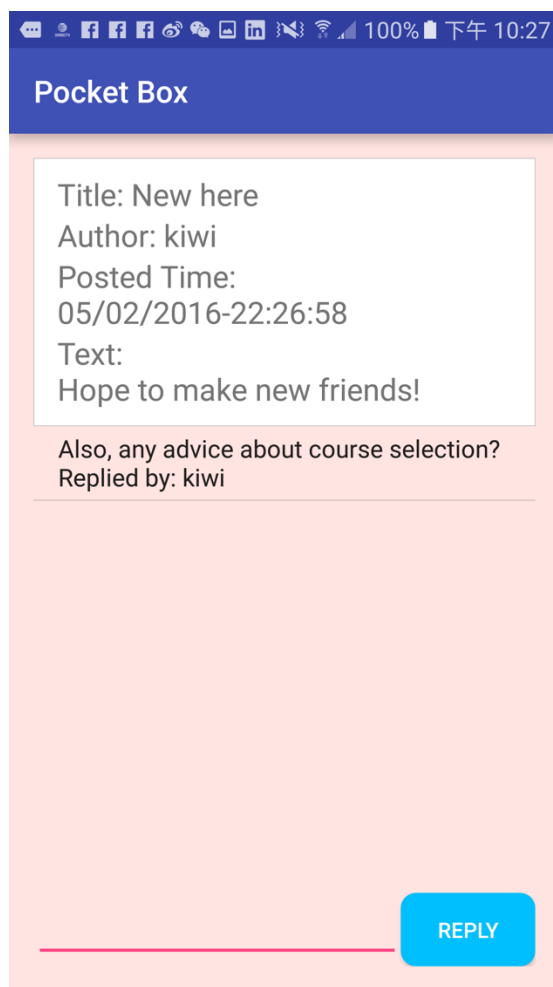 100% 下午 10:27
Pocket Box
Title: New here
Author: kiwi
Posted Time:
05/02/2016-22:26:58
Text:
Hope to make new friends!
Also, any advice about course selection?
Replied by: kiwi
REPLY